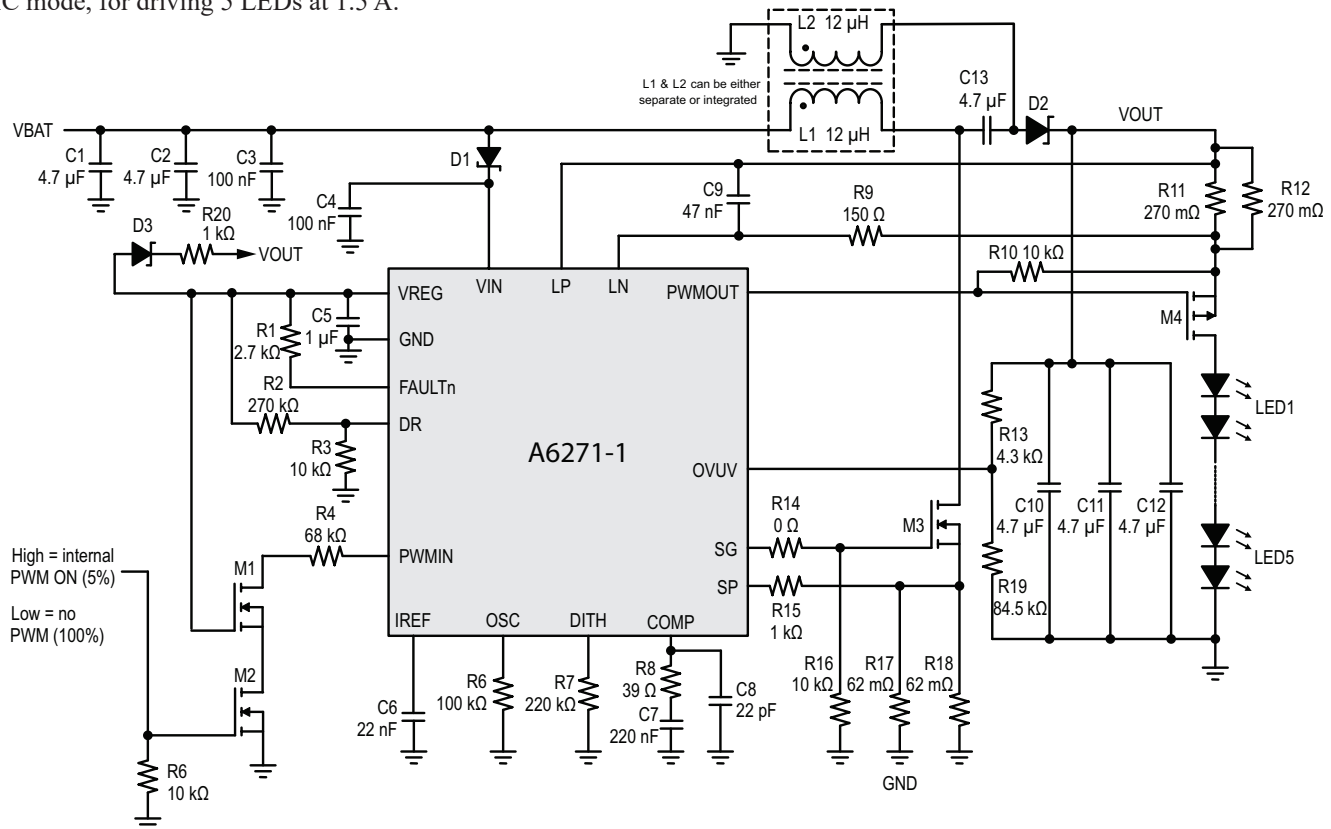 C mode, for driving 5 LEDs at 1.5 A.
L2 12 µH
L1 & L2 can be either
separate or integrated
L1 12 µH
C13
4.7 µF
D2
VOUT
VBAT
C1
4.7 µF
C2
4.7 µF
C3
100 nF
D1
C4
100 nF
C9
47 nF
R9
150 Ω
R11
270 mΩ
R12
270 mΩ
D3
R20
1 kΩ
VOUT
R10 10 kΩ
VREG
VIN
LP
LN
PWMOUT
M4
C5
1 µF
GND
R1
2.7 kΩ
FAULTn
R2
270 kΩ
DR
R3
10 kΩ
A6271-1
OVUV
R13
4.3 kΩ
LED1
C10
4.7 µF
C11
4.7 µF
C12
4.7 µF
LED5
R4
68 kΩ
PWMIN
R14
0 Ω
SG
M3
SP
R15
1 kΩ
R19
84.5 kΩ
High = internal
PWM ON (5%)
Low = no
PWM (100%)
M1
M2
IREF
OSC
DITH
COMP
C6
22 nF
R6
100 kΩ
R7
220 kΩ
R8
39 Ω
C7
220 nF
C8
22 pF
R16
10 kΩ
R17
62 mΩ
R18
62 mΩ
GND
R6
10 kΩ